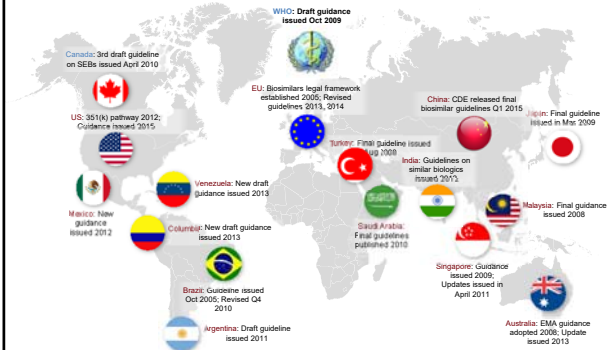 WHO: Draft guideline
issued Oct 2009
Canada: 3rd draft guideline
on SEBs issued April 2010
EU: Biosimilars legal framework
established 2005; Revised
guidelines 2013, 2014
China: CDE released final
biosimilar guidelines Q1 2015
Japan: Final guideline
issued in Mar 2009
US: 351(k) pathway 2012;
Guidance issued 2015
Turkey: Final guideline issued
Aug 2008
India: Guidelines on
similar biologics
issued 2012
Venezuela: New draft
guidance issued 2013
Mexico: New
guidance
issued 2012
Columbia: New draft guidance
issued 2013
Saudi Arabia:
Final guidelines
published 2010
Malaysia: Final guidance
issued 2008
Singapore: Guidance
issued 2009;
Updates issued in
April 2011
Brazil: Guideline issued
Oct 2005; Revised Q4
2010
Argentina: Draft guideline
issued 2011
Australia: EMA guidance
adopted 2008; Update
issued 2013